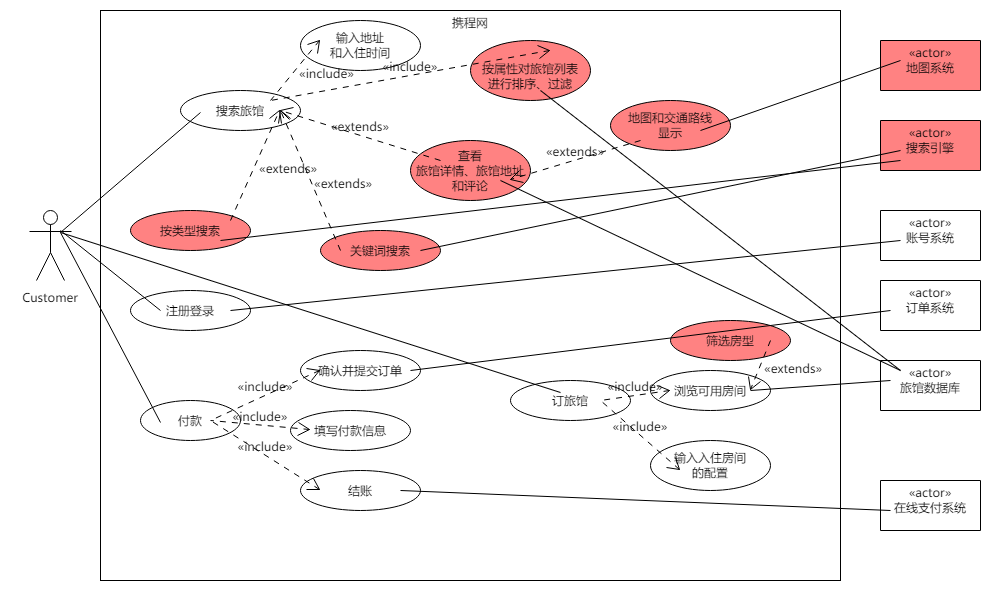 携程网
输入地址
和入住时间
«include»
«include»
按属性对旅馆列表
进行排序、过滤
«actor»
地图系统
搜索旅馆
地图和交通路线
显示
«extends»
«actor»
搜索引擎
«extends»
查看
旅馆详情、旅馆地址
和评论
«extends»
«extends»
按类型搜索
关键词搜索
«actor»
账号系统
Customer
注册登录
«actor»
订单系统
筛选房型
«extends»
确认并提交订单
«include»
«include»
浏览可用房间
«actor»
旅馆数据库
订旅馆
付款
«include»
填写付款信息
«include»
«include»
输入入住房间
的配置
结账
«actor»
在线支付系统